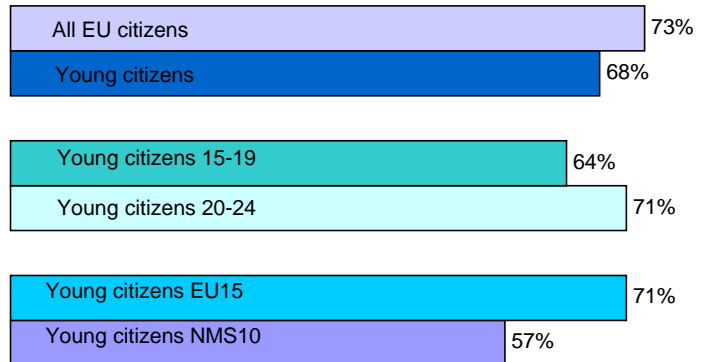 All EU citizens 73%
Young citizens 68%
Young citizens 15-19 64%
Young citizens 20-24 71%
Young citizens EU15 71%
Young citizens NMS10 57%